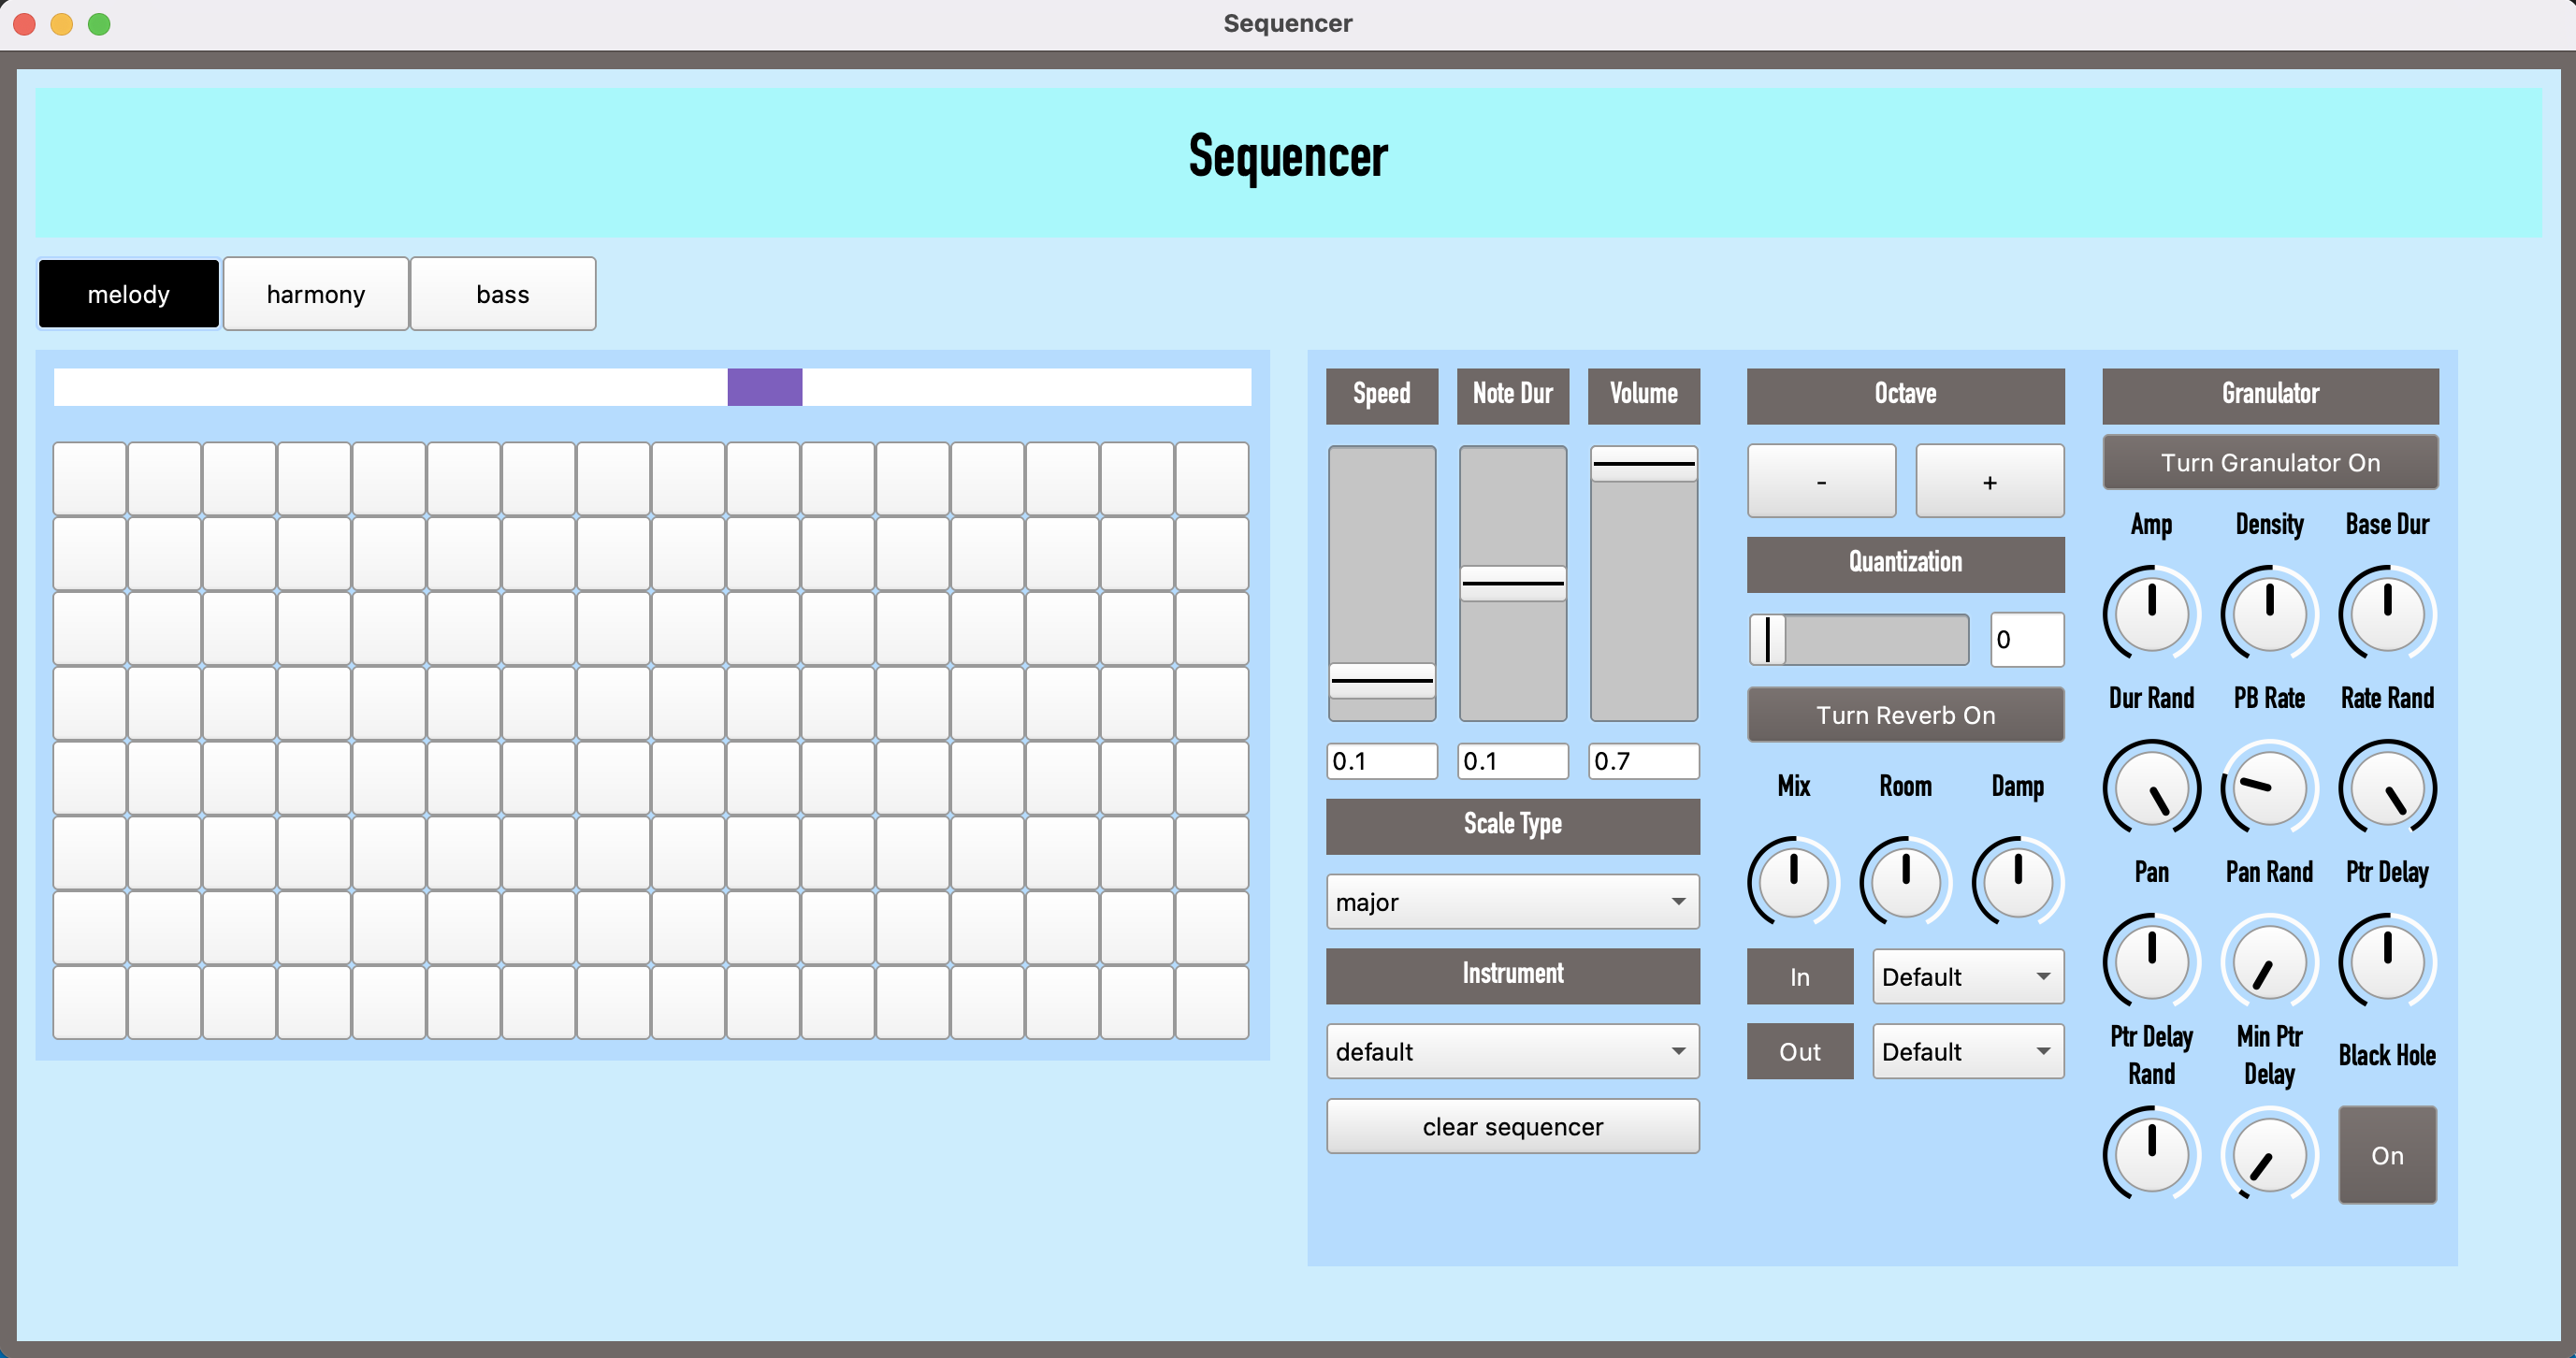 Sequencer
Sequencer
melody harmony bass
Speed Note Dur Volume
0.1 0.1 0.7
Scale Type
major
Instrument
default
clear sequencer
Octave
- +
Quantization
0
Turn Reverb On
Mix Room Damp
In Default
Out Default
Granulator
Turn Granulator On
Amp Density Base Dur
Dur Rand PB Rate Rate Rand
Pan Pan Rand Ptr Delay
Ptr Delay Rand Min Ptr Delay Black Hole
On